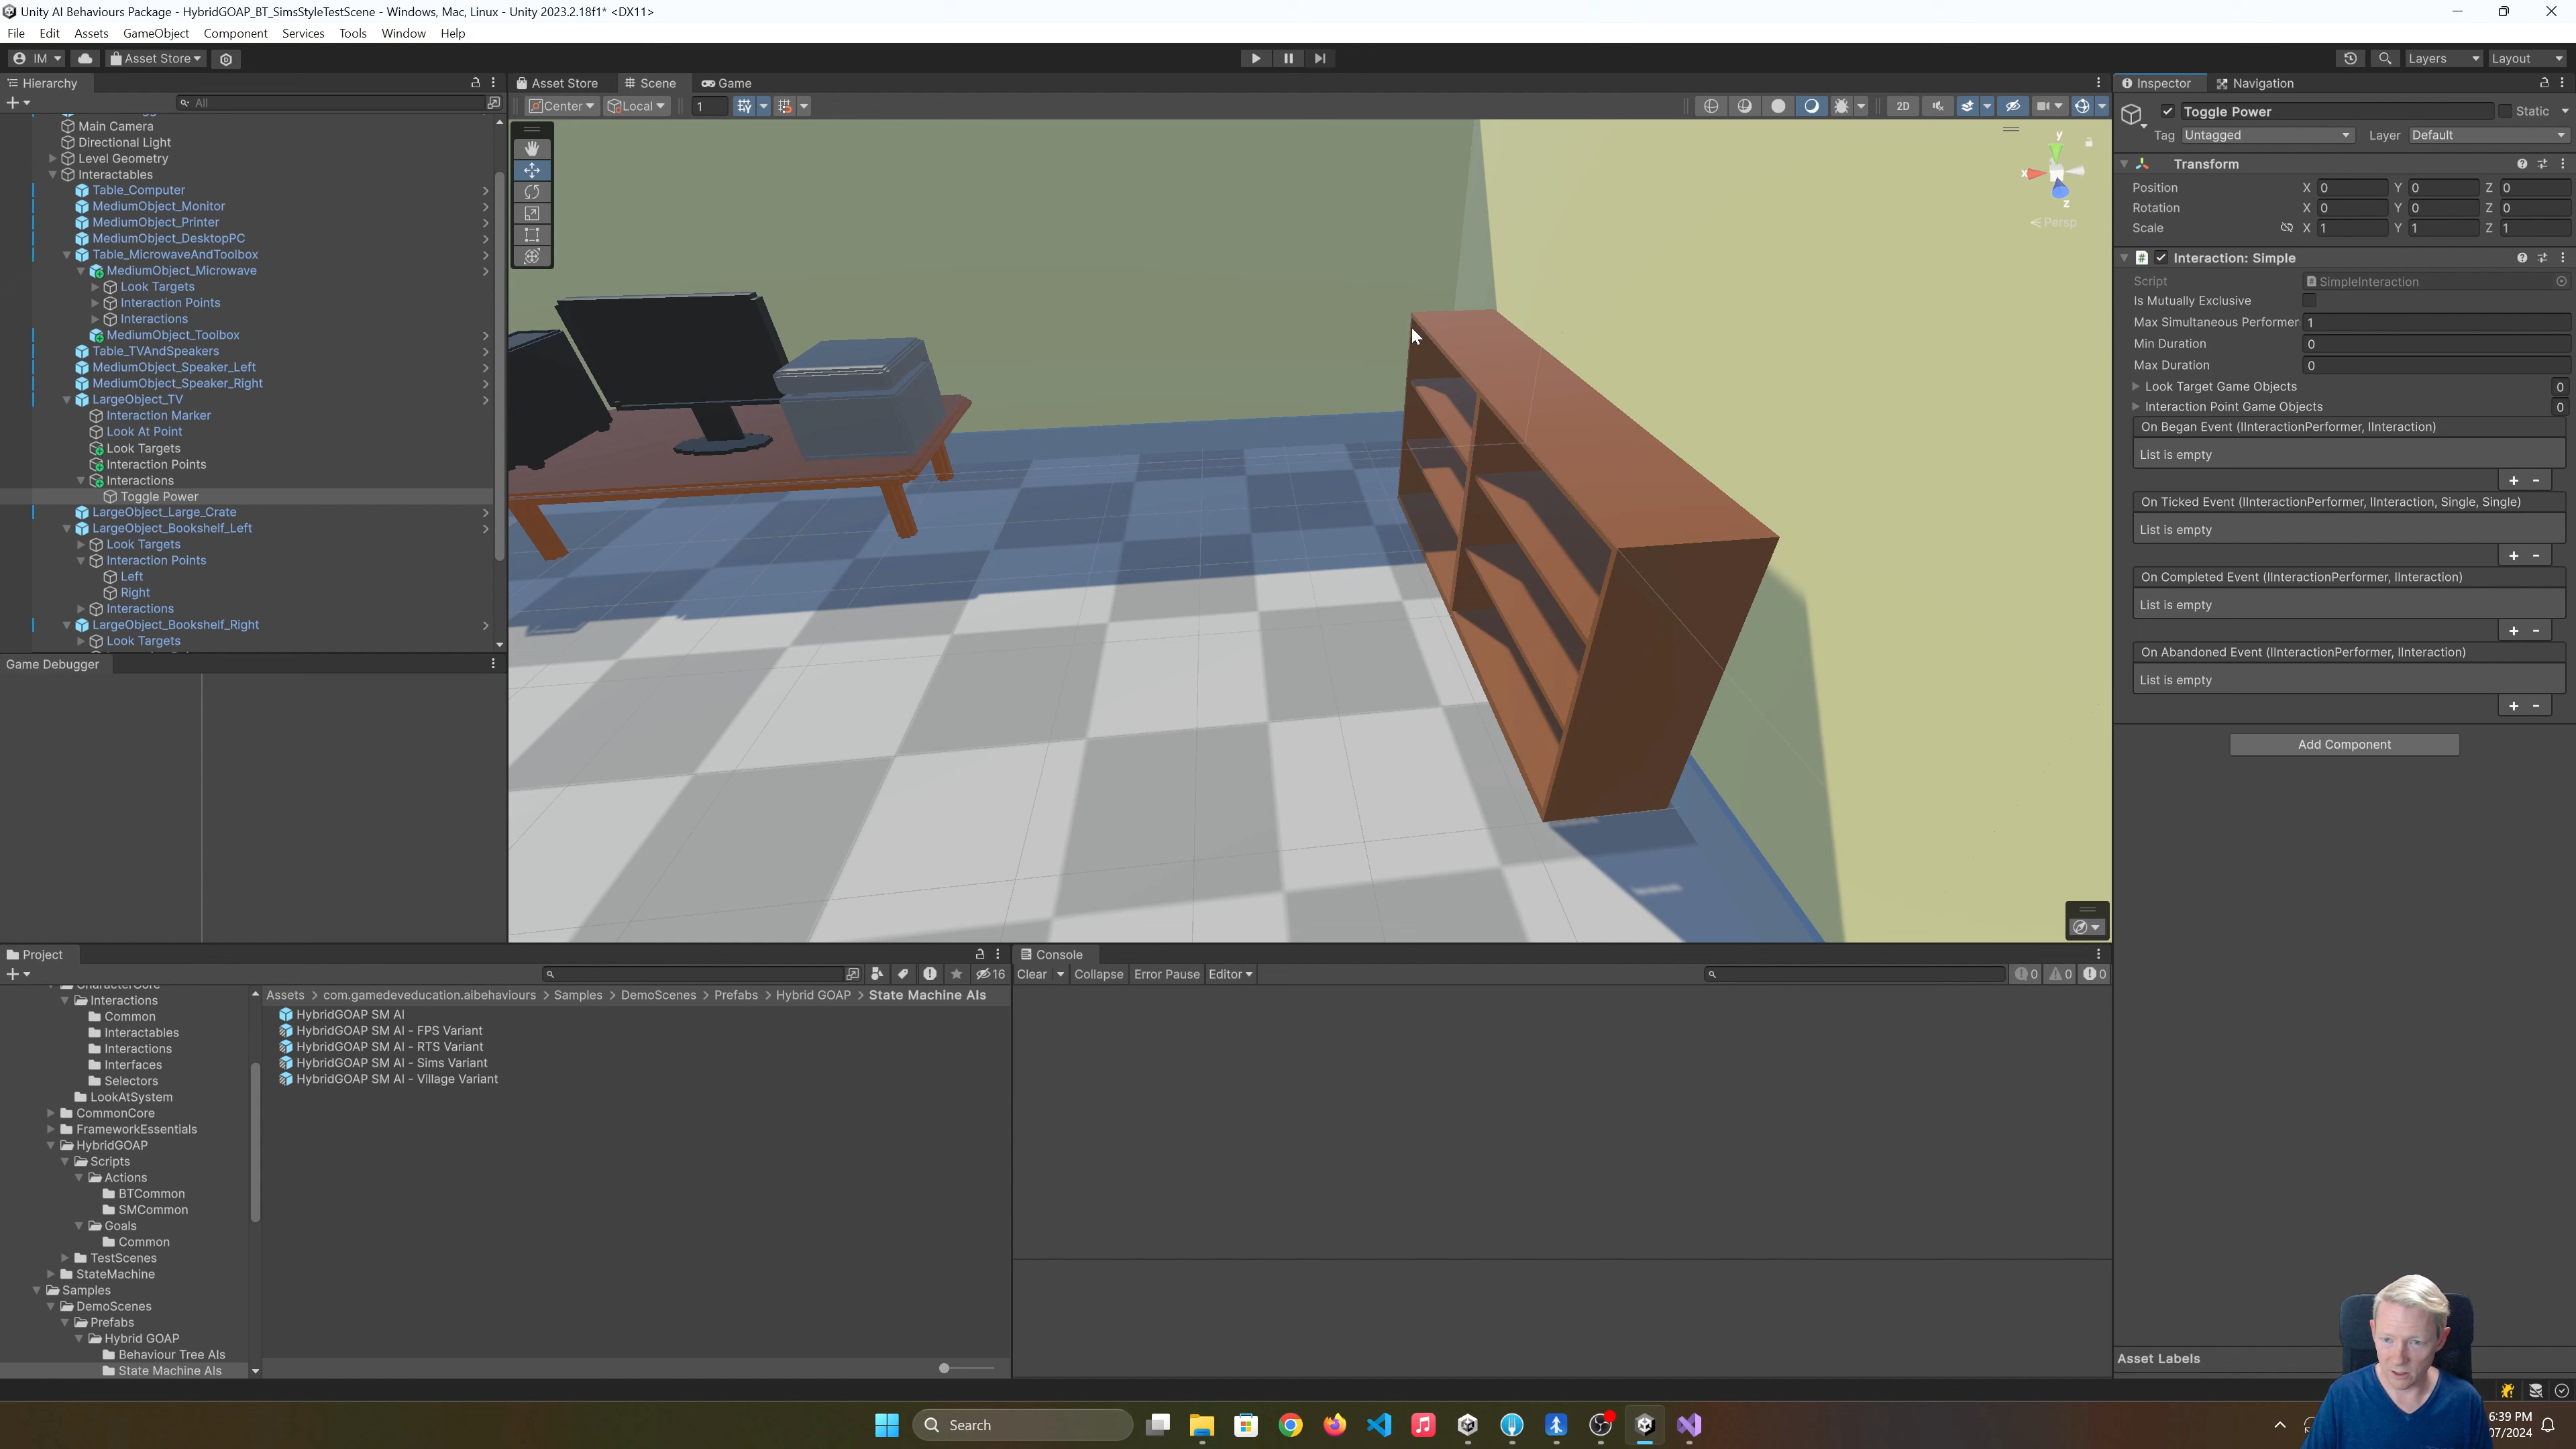 Unity AI Behaviours Package - HybridGOAP_BT_SimsStyleTestScene - Windows, Mac, Linux - Unity 2023.2.18f1* <DX11>
File Edit Assets GameObject Component Services Tools Window Help
IM Asset Store Layers Layout
Hierarchy
All
Main Camera
Directional Light
Level Geometry
Interactables
Table_Computer
MediumObject_Monitor
MediumObject_Printer
MediumObject_DesktopPC
Table_MicrowaveAndToolbox
MediumObject_Microwave
Look Targets
Interaction Points
Interactions
MediumObject_Toolbox
Table_TVAndSpeakers
MediumObject_Speaker_Left
MediumObject_Speaker_Right
LargeObject_TV
Interaction Marker
Look At Point
Look Targets
Interaction Points
Interactions
Toggle Power
LargeObject_Large_Crate
LargeObject_Bookshelf_Left
Look Targets
Interaction Points
Left
Right
Interactions
LargeObject_Bookshelf_Right
Look Targets
Game Debugger
Asset Store Scene Game
Center Local 1 2D
y
x
z
Persp
Inspector Navigation
Toggle Power Static
Tag Untagged Layer Default
Transform
Position X 0 Y 0 Z 0
Rotation X 0 Y 0 Z 0
Scale X 1 Y 1 Z 1
Interaction: Simple
Script SimpleInteraction
Is Mutually Exclusive
Max Simultaneous Performer 1
Min Duration 0
Max Duration 0
Look Target Game Objects 0
Interaction Point Game Objects 0
On Began Event (IInteractionPerformer, IInteraction)
List is empty
+ -
On Ticked Event (IInteractionPerformer, IInteraction, Single, Single)
List is empty
+ -
On Completed Event (IInteractionPerformer, IInteraction)
List is empty
+ -
On Abandoned Event (IInteractionPerformer, IInteraction)
List is empty
+ -
Add Component
Asset Labels
Project
16
CharacterCore
Interactions
Common
Interactables
Interactions
Interfaces
Selectors
LookAtSystem
CommonCore
FrameworkEssentials
HybridGOAP
Scripts
Actions
BTCommon
SMCommon
Goals
Common
TestScenes
StateMachine
Samples
DemoScenes
Prefabs
Hybrid GOAP
Behaviour Tree AIs
State Machine AIs
Assets > com.gamedeveducation.aibehaviours > Samples > DemoScenes > Prefabs > Hybrid GOAP > State Machine AIs
HybridGOAP SM AI
HybridGOAP SM AI - FPS Variant
HybridGOAP SM AI - RTS Variant
HybridGOAP SM AI - Sims Variant
HybridGOAP SM AI - Village Variant
Console
Clear Collapse Error Pause Editor 0 0 0
Search
6:39 PM
07/2024